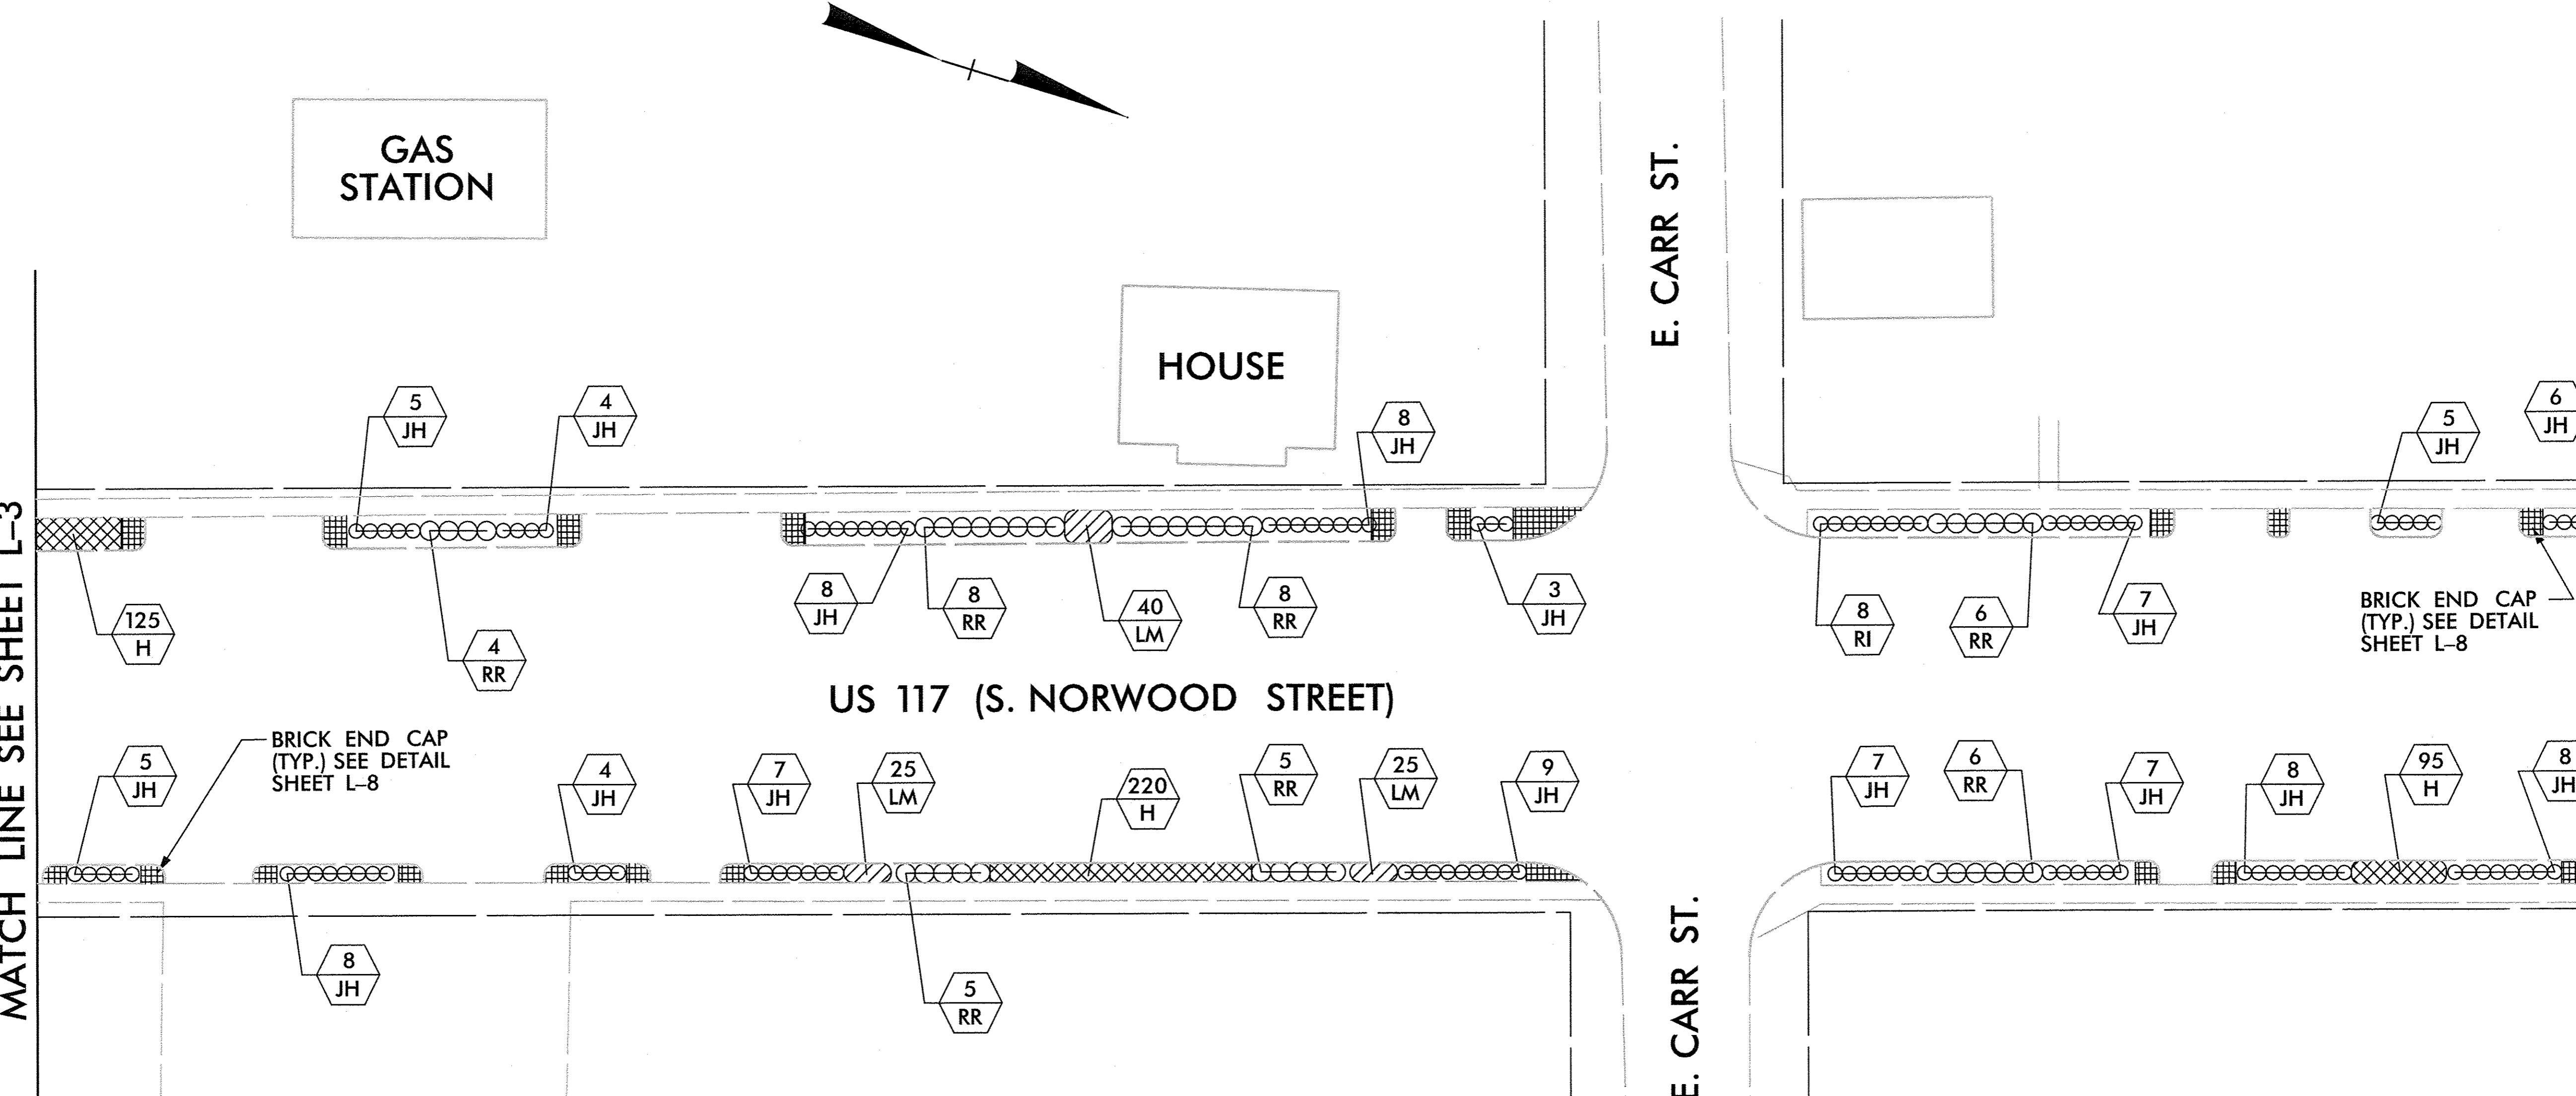 GAS
STATION
E. CARR ST.
HOUSE
5
JH
4
JH
8
JH
5
JH
6
JH
MATCH LINE SEE SHEET L–3
125
H
4
RR
8
JH
8
RR
40
LM
8
RR
3
JH
8
RI
6
RR
7
JH
BRICK END CAP
(TYP.) SEE DETAIL
SHEET L–8
US 117 (S. NORWOOD STREET)
BRICK END CAP
(TYP.) SEE DETAIL
SHEET L–8
5
JH
4
JH
7
JH
25
LM
220
H
5
RR
25
LM
9
JH
7
JH
6
RR
7
JH
8
JH
95
H
8
JH
8
JH
5
RR
E. CARR ST.